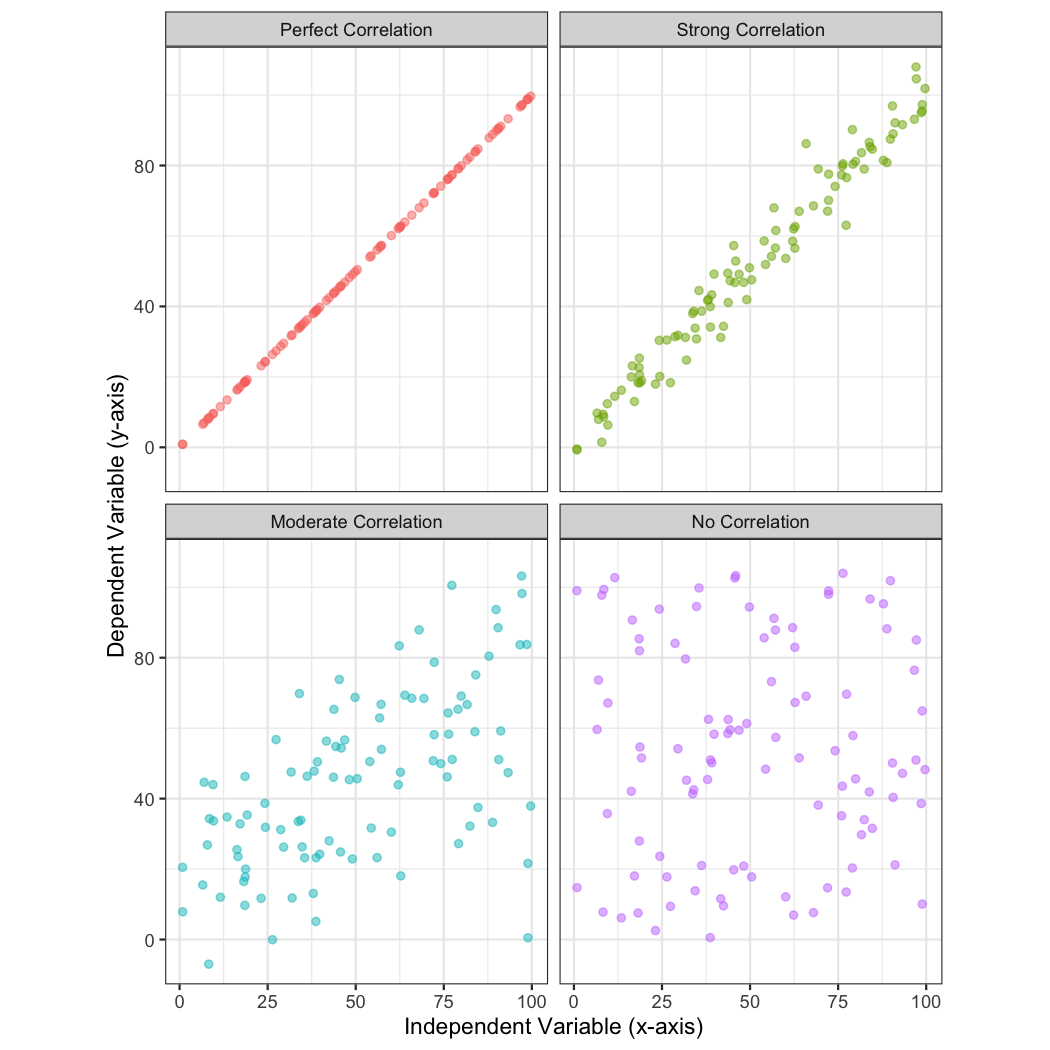 Perfect Correlation
Strong Correlation
80
40
0
Moderate Correlation
No Correlation
80
40
0
0 25 50 75 100
0 25 50 75 100
Independent Variable (x-axis)
Dependent Variable (y-axis)